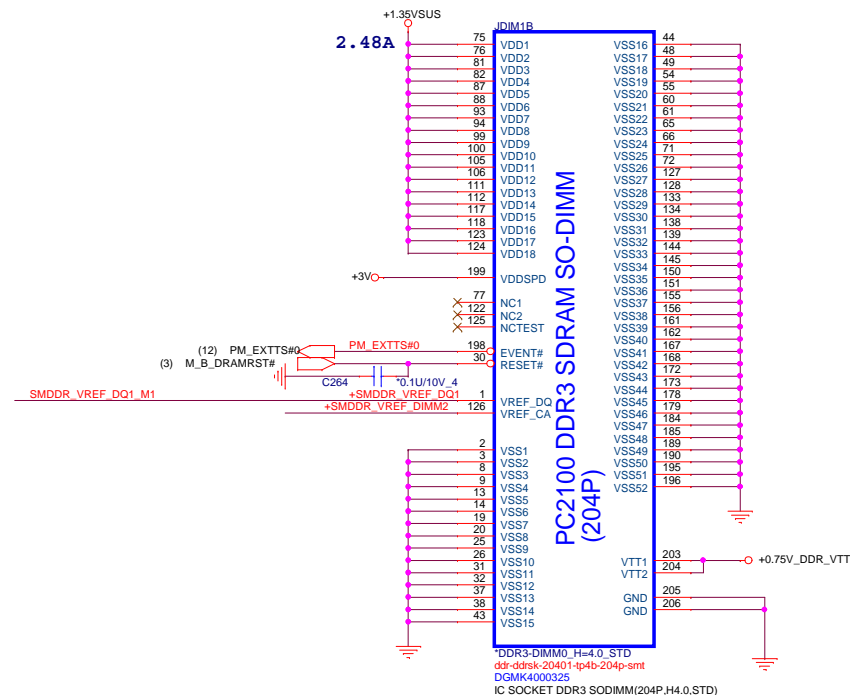 +1.35VSUS
2.48A
JDIM1B
75 VDD1 VSS16 44
76 VDD2 VSS17 48
81 VDD3 VSS18 49
82 VDD4 VSS19 54
87 VDD5 VSS20 55
88 VDD6 VSS21 60
93 VDD7 VSS22 61
94 VDD8 VSS23 65
99 VDD9 VSS24 66
100 VDD10 VSS25 71
105 VDD11 VSS26 72
106 VDD12 VSS27 127
111 VDD13 VSS28 128
112 VDD14 VSS29 133
117 VDD15 VSS30 134
118 VDD16 VSS31 138
123 VDD17 VSS32 139
124 VDD18 VSS33 144
VSS34 145
+3V 199 VDDSPD VSS35 150
VSS36 151
77 NC1 VSS37 155
122 NC2 VSS38 156
125 NCTEST VSS39 161
VSS40 162
(12) PM_EXTTS#0 PM_EXTTS#0 198 EVENT# VSS41 167
(3) M_B_DRAMRST# 30 RESET# VSS42 168
VSS43 172
C264 *0.1U/10V_4 VSS44 173
SMDDR_VREF_DQ1_M1 +SMDDR_VREF_DQ1 1 VREF_DQ VSS45 178
+SMDDR_VREF_DIMM2 126 VREF_CA VSS46 179
VSS47 184
VSS48 185
2 VSS1 VSS49 189
3 VSS2 VSS50 190
8 VSS3 VSS51 195
9 VSS4 VSS52 196
13 VSS5
14 VSS6
19 VSS7
20 VSS8
25 VSS9
26 VSS10 VTT1 203 +0.75V_DDR_VTT
31 VSS11 VTT2 204
32 VSS12
37 VSS13 GND 205
38 VSS14 GND 206
43 VSS15
PC2100 DDR3 SDRAM SO-DIMM
(204P)
*DDR3-DIMM0_H=4.0_STD
ddr-ddrsk-20401-tp4b-204p-smt
DGMK4000325
IC SOCKET DDR3 SODIMM(204P,H4.0,STD)